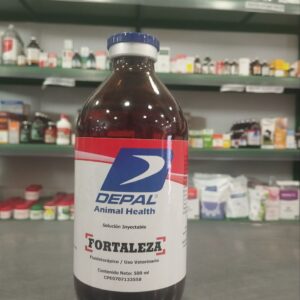 DEPAL
Animal Health
Solución Inyectable
FORTALEZA
Uso Veterinario
Contenido Neto: 500 ml